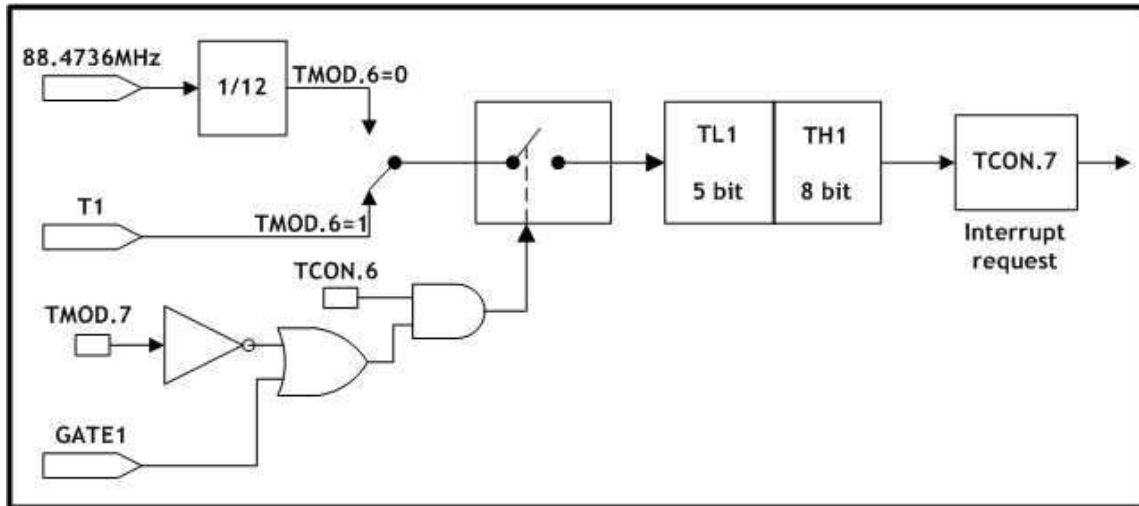 88.4736MHz
1/12
TMOD.6=0
T1
TMOD.6=1
TL1
5 bit
TH1
8 bit
TCON.7
Interrupt
request
TCON.6
TMOD.7
GATE1